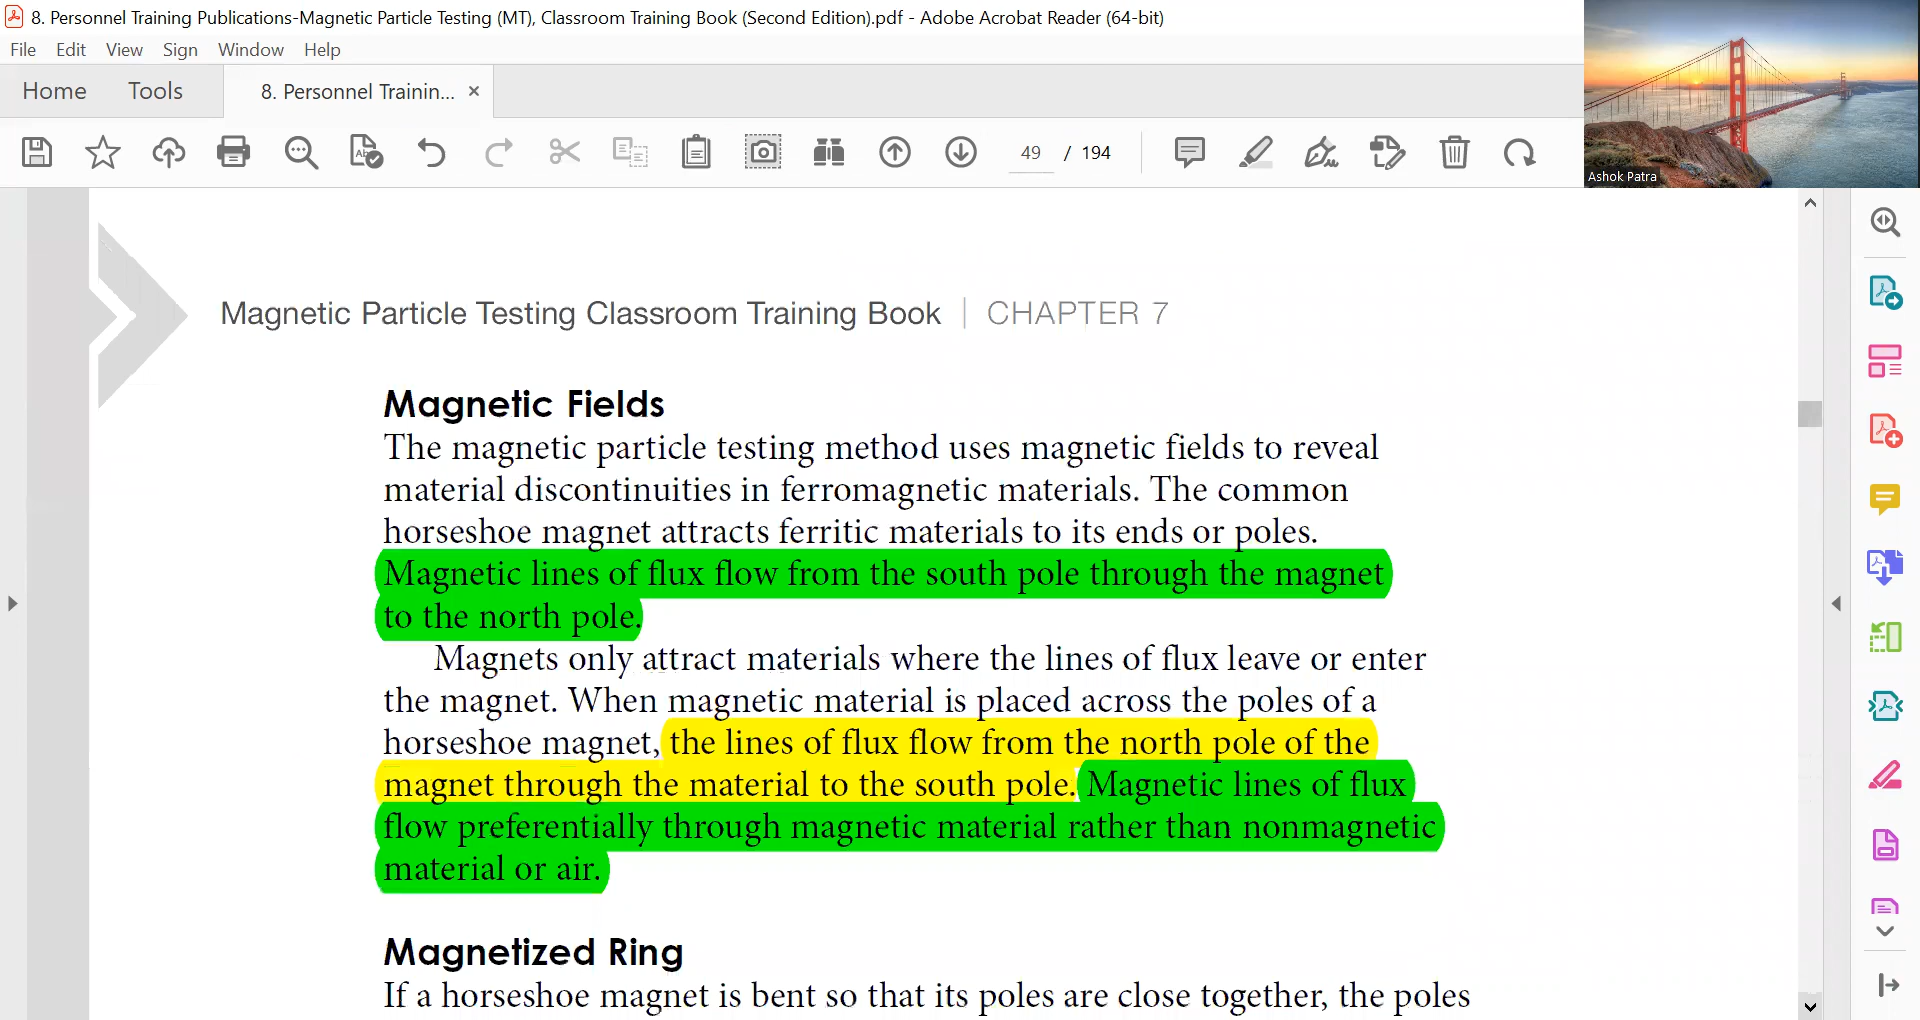 8. Personnel Training Publications-Magnetic Particle Testing (MT), Classroom Training Book (Second Edition).pdf - Adobe Acrobat Reader (64-bit)
File Edit View Sign Window Help
Home Tools 8. Personnel Trainin... ×
49 / 194
Ashok Patra
Magnetic Particle Testing Classroom Training Book | CHAPTER 7
Magnetic Fields
The magnetic particle testing method uses magnetic fields to reveal
material discontinuities in ferromagnetic materials. The common
horseshoe magnet attracts ferritic materials to its ends or poles.
Magnetic lines of flux flow from the south pole through the magnet
to the north pole.
Magnets only attract materials where the lines of flux leave or enter
the magnet. When magnetic material is placed across the poles of a
horseshoe magnet, the lines of flux flow from the north pole of the
magnet through the material to the south pole. Magnetic lines of flux
flow preferentially through magnetic material rather than nonmagnetic
material or air.
Magnetized Ring
If a horseshoe magnet is bent so that its poles are close together, the poles